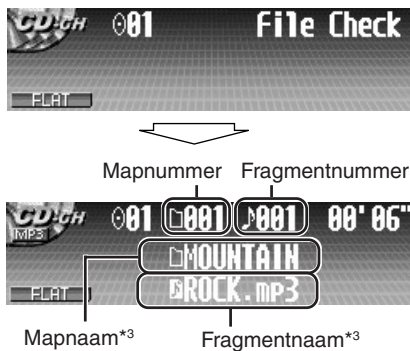 CD-CH 01 File Check
FLAT
Mapnummer Fragmentnummer
CD-CH MP3 01 001 001 00'06"
MOUNTAIN
FLAT ROCK.mp3
Mapnaam*3 Fragmentnaam*3